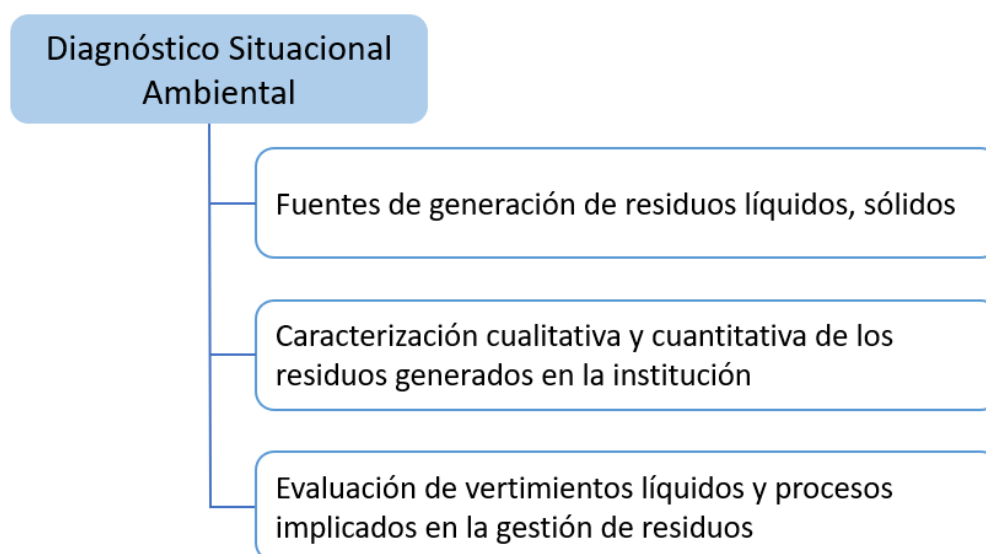 Diagnóstico Situacional
Ambiental
Fuentes de generación de residuos líquidos, sólidos
Caracterización cualitativa y cuantitativa de los
residuos generados en la institución
Evaluación de vertimientos líquidos y procesos
implicados en la gestión de residuos